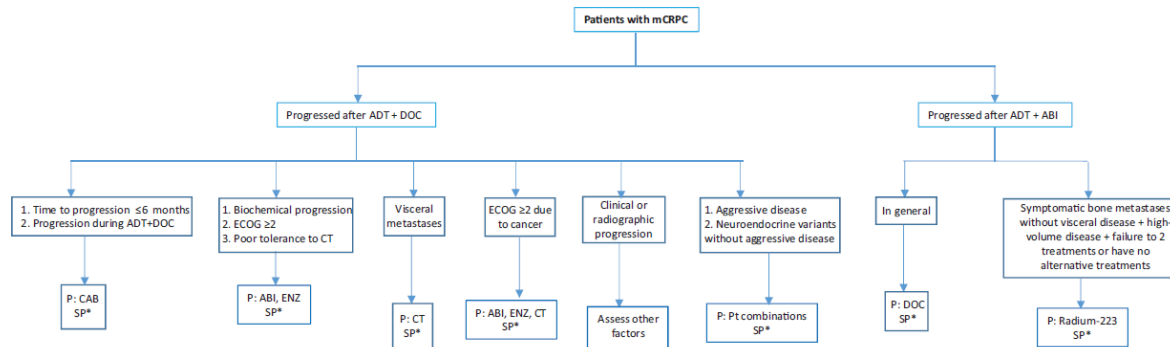 Patients with mCRPC
Progressed after ADT + DOC
Progressed after ADT + ABI
1. Time to progression ≤6 months
2. Progression during ADT+DOC
1. Biochemical progression
2. ECOG ≥2
3. Poor tolerance to CT
Visceral
metastases
ECOG ≥2 due
to cancer
Clinical or
radiographic
progression
1. Aggressive disease
2. Neuroendocrine variants
without aggressive disease
In general
Symptomatic bone metastases
without visceral disease + high-
volume disease + failure to 2
treatments or have no
alternative treatments
P: CAB
SP*
P: ABI, ENZ
SP*
P: CT
SP*
P: ABI, ENZ, CT
SP*
Assess other
factors
P: Pt combinations
SP*
P: DOC
SP*
P: Radium-223
SP*